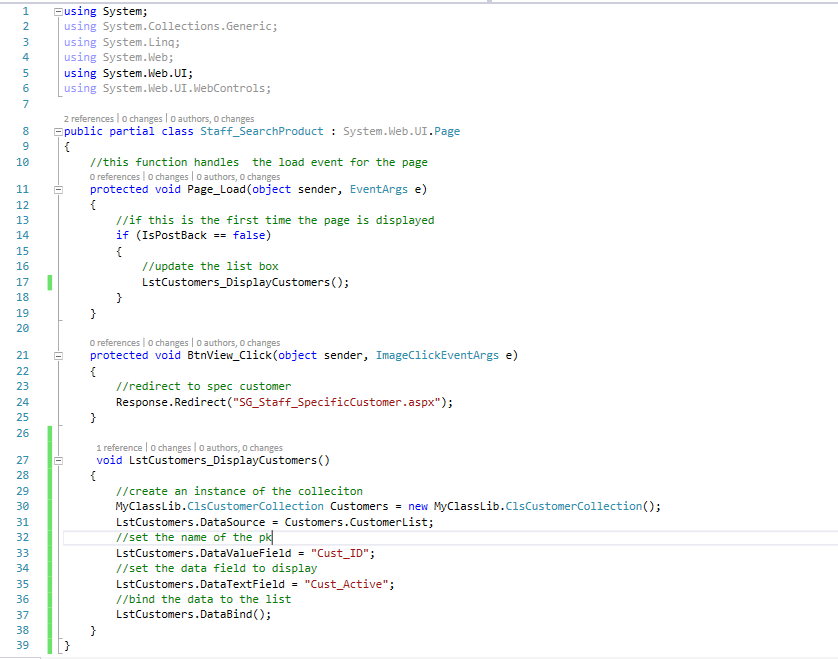 1 using System;
2 using System.Collections.Generic;
3 using System.Linq;
4 using System.Web;
5 using System.Web.UI;
6 using System.Web.UI.WebControls;
7
2 references | 0 changes | 0 authors, 0 changes
8 public partial class Staff_SearchProduct : System.Web.UI.Page
9 {
10 //this function handles  the load event for the page
0 references | 0 changes | 0 authors, 0 changes
11 protected void Page_Load(object sender, EventArgs e)
12 {
13 //if this is the first time the page is displayed
14 if (IsPostBack == false)
15 {
16 //update the list box
17 LstCustomers_DisplayCustomers();
18 }
19 }
20
0 references | 0 changes | 0 authors, 0 changes
21 protected void BtnView_Click(object sender, ImageClickEventArgs e)
22 {
23 //redirect to spec customer
24 Response.Redirect("SG_Staff_SpecificCustomer.aspx");
25 }
26
1 reference | 0 changes | 0 authors, 0 changes
27 void LstCustomers_DisplayCustomers()
28 {
29 //create an instance of the colleciton
30 MyClassLib.ClsCustomerCollection Customers = new MyClassLib.ClsCustomerCollection();
31 LstCustomers.DataSource = Customers.CustomerList;
32 //set the name of the pk
33 LstCustomers.DataValueField = "Cust_ID";
34 //set the data field to display
35 LstCustomers.DataTextField = "Cust_Active";
36 //bind the data to the list
37 LstCustomers.DataBind();
38 }
39 }